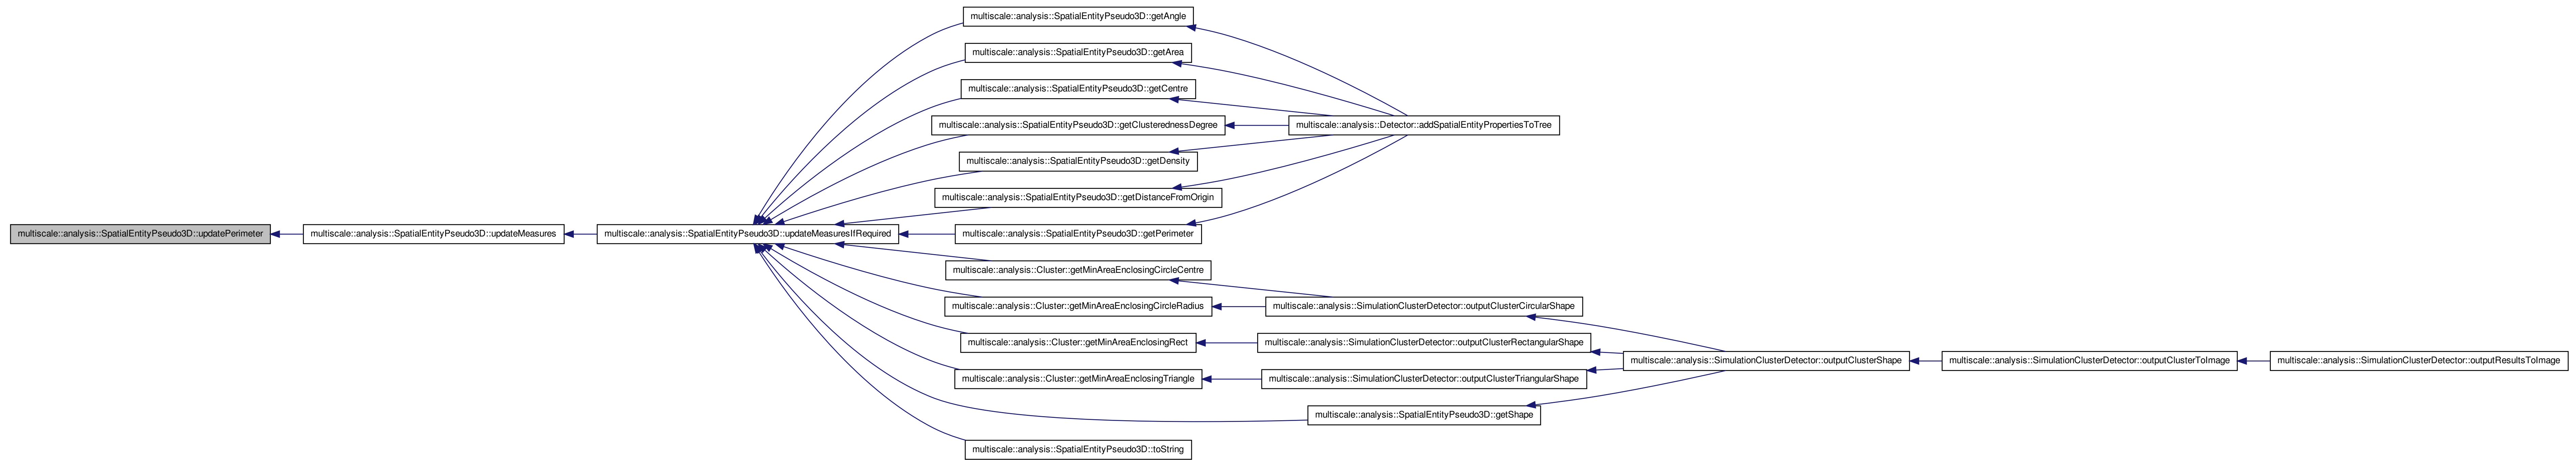 multiscale::analysis::SpatialEntityPseudo3D::getAngle
multiscale::analysis::SpatialEntityPseudo3D::getArea
multiscale::analysis::SpatialEntityPseudo3D::getCentre
multiscale::analysis::SpatialEntityPseudo3D::getClusterednessDegree
multiscale::analysis::Detector::addSpatialEntityPropertiesToTree
multiscale::analysis::SpatialEntityPseudo3D::getDensity
multiscale::analysis::SpatialEntityPseudo3D::getDistanceFromOrigin
multiscale::analysis::SpatialEntityPseudo3D::updatePerimeter
multiscale::analysis::SpatialEntityPseudo3D::updateMeasures
multiscale::analysis::SpatialEntityPseudo3D::updateMeasuresIfRequired
multiscale::analysis::SpatialEntityPseudo3D::getPerimeter
multiscale::analysis::Cluster::getMinAreaEnclosingCircleCentre
multiscale::analysis::Cluster::getMinAreaEnclosingCircleRadius
multiscale::analysis::SimulationClusterDetector::outputClusterCircularShape
multiscale::analysis::Cluster::getMinAreaEnclosingRect
multiscale::analysis::SimulationClusterDetector::outputClusterRectangularShape
multiscale::analysis::SimulationClusterDetector::outputClusterShape
multiscale::analysis::SimulationClusterDetector::outputClusterToImage
multiscale::analysis::SimulationClusterDetector::outputResultsToImage
multiscale::analysis::Cluster::getMinAreaEnclosingTriangle
multiscale::analysis::SimulationClusterDetector::outputClusterTriangularShape
multiscale::analysis::SpatialEntityPseudo3D::getShape
multiscale::analysis::SpatialEntityPseudo3D::toString